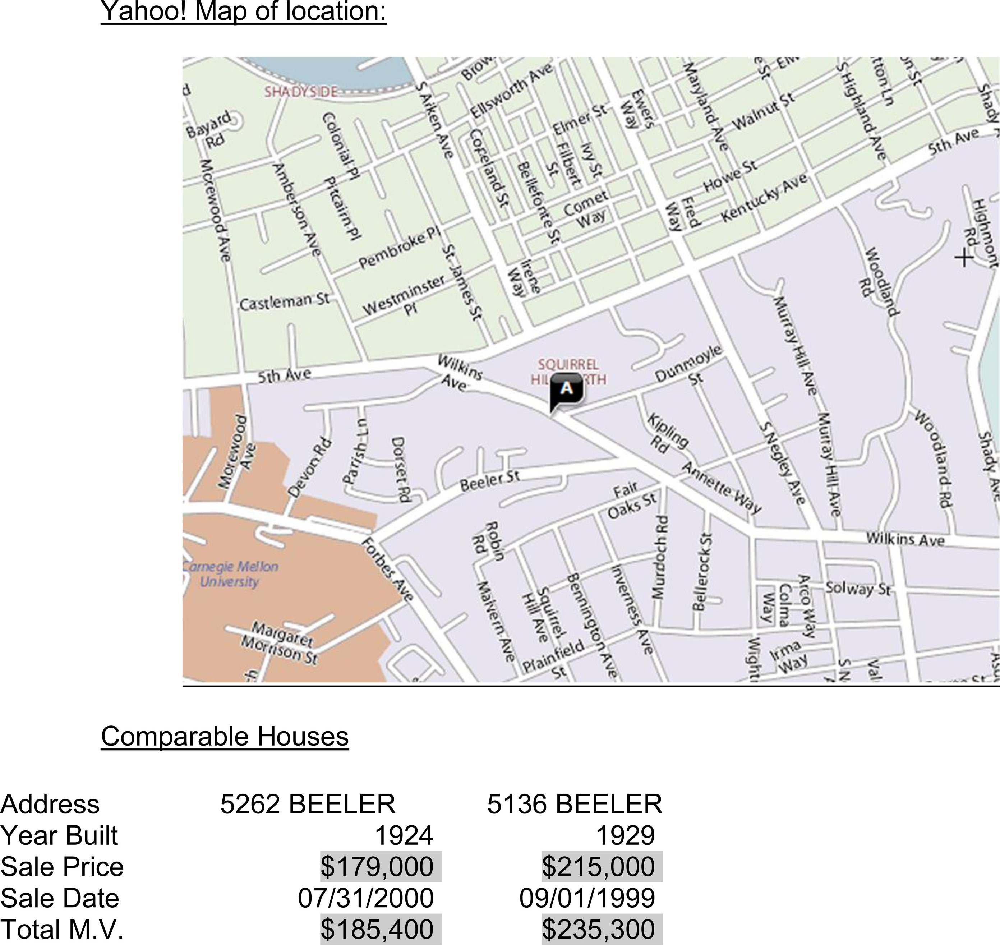 Yahoo! Map of location:
SHADYSIDE
Bayard
Rd
Morewood Ave
Amberson Ave
Colonial Pl
Pitcairn Pl
S Aiken Ave
Ellsworth Ave
Copeland St
Bellefonte St
Elmer St
Filbert
St
Ivy St
Ewers
Way
Maryland Ave
Walnut St
S Highland Ave
5th Ave
Howe St
Kentucky Ave
Comet
Way
Fred
Way
Pembroke Pl
St. James St
Westminster
Pl
Irene
Way
Castleman St
Highmont
Rd
Woodland
Rd
Murray Hill Ave
5th Ave
Wilkins
Ave
SQUIRREL
A
Dunmoyle
St
Kipling
Rd
S Negley Ave
Murray Hill Ave
Woodland Rd
Shady Ave
Morewood
Ave
Devon Rd
Parish Ln
Dorset Rd
Beeler St
Annette Way
Fair
Oaks St
Robin
Rd
Murdoch Rd
Bellerock St
Wilkins Ave
Forbes Ave
Carnegie Mellon
University
Malvern Ave
Squirrel
Hill Ave
Bennington Ave
Inverness Ave
Colma
Way
Arco Way
Solway St
Margaret
Morrison St
Plainfield
St
Irma
Way
Wight
Comparable Houses
Address 5262 BEELER 5136 BEELER
Year Built 1924 1929
Sale Price $179,000 $215,000
Sale Date 07/31/2000 09/01/1999
Total M.V. $185,400 $235,300